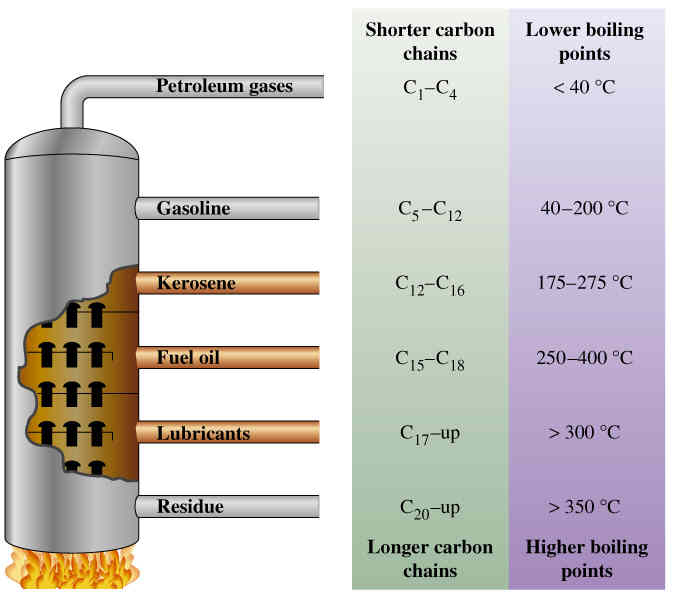 Shorter carbon
chains
Lower boiling
points
Petroleum gases
C₁–C₄
< 40 °C
Gasoline
C₅–C₁₂
40–200 °C
Kerosene
C₁₂–C₁₆
175–275 °C
Fuel oil
C₁₅–C₁₈
250–400 °C
Lubricants
C₁₇–up
> 300 °C
Residue
C₂₀–up
> 350 °C
Longer carbon
chains
Higher boiling
points